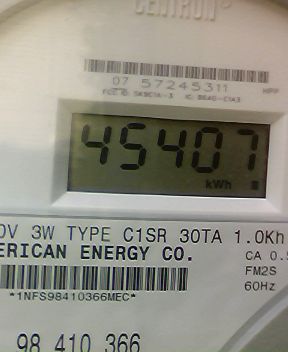 CENTRON
07 57245311
45407
kWh
0V 3W TYPE C1SR 30TA 1.0Kh
ERICAN ENERGY CO.
CA 0.5
FM2S
*1NFS98410366MEC*
60Hz
98 410 366